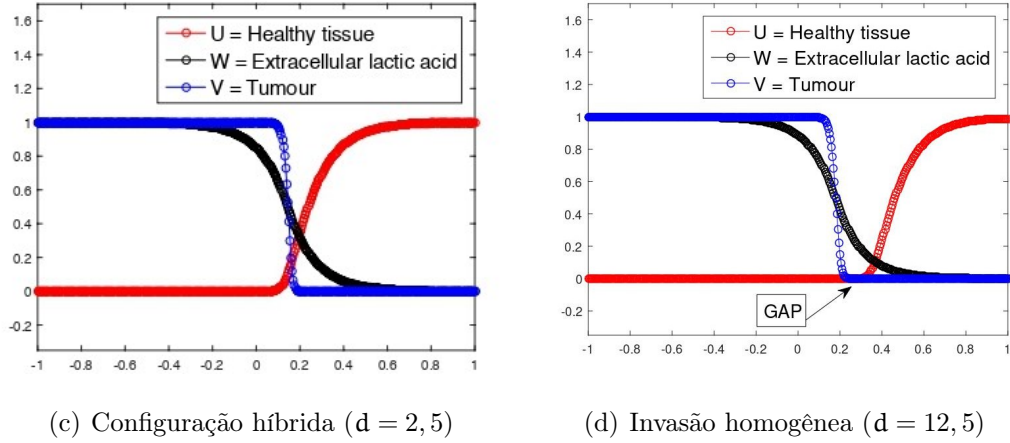 1.6
1.4
1.2
1
0.8
0.6
0.4
0.2
0
-0.2
-1 -0.8 -0.6 -0.4 -0.2 0 0.2 0.4 0.6 0.8 1
U = Healthy tissue
W = Extracellular lactic acid
V = Tumour
(c) Configuração híbrida (d = 2, 5)
1.6
1.4
1.2
1
0.8
0.6
0.4
0.2
0
-0.2
-1 -0.8 -0.6 -0.4 -0.2 0 0.2 0.4 0.6 0.8 1
U = Healthy tissue
W = Extracellular lactic acid
V = Tumour
GAP
(d) Invasão homogênea (d = 12, 5)